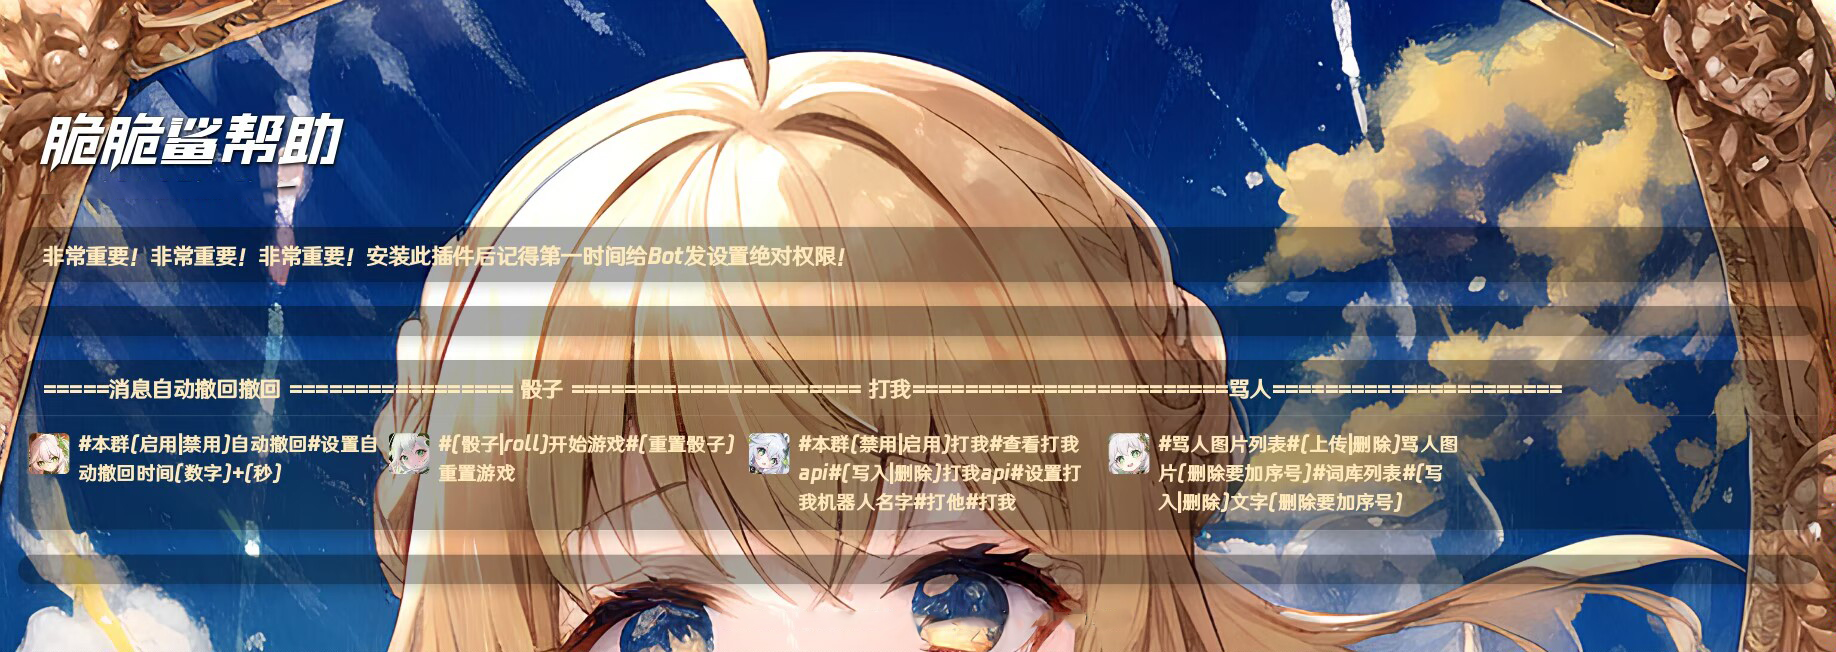 脆脆鲨帮助
非常重要！非常重要！非常重要！安装此插件后记得第一时间给Bot发设置绝对权限！
=====消息自动撤回撤回 ================= 骰子 ====================== 打我========================骂人======================
#本群(启用|禁用)自动撤回#设置自
动撤回时间(数字)+(秒)
#(骰子|roll)开始游戏#(重置骰子)
重置游戏
#本群(禁用|启用)打我#查看打我
api#(写入|删除)打我api#设置打
我机器人名字#打他#打我
#骂人图片列表#(上传|删除)骂人图
片(删除要加序号)#词库列表#(写
入|删除)文字(删除要加序号)